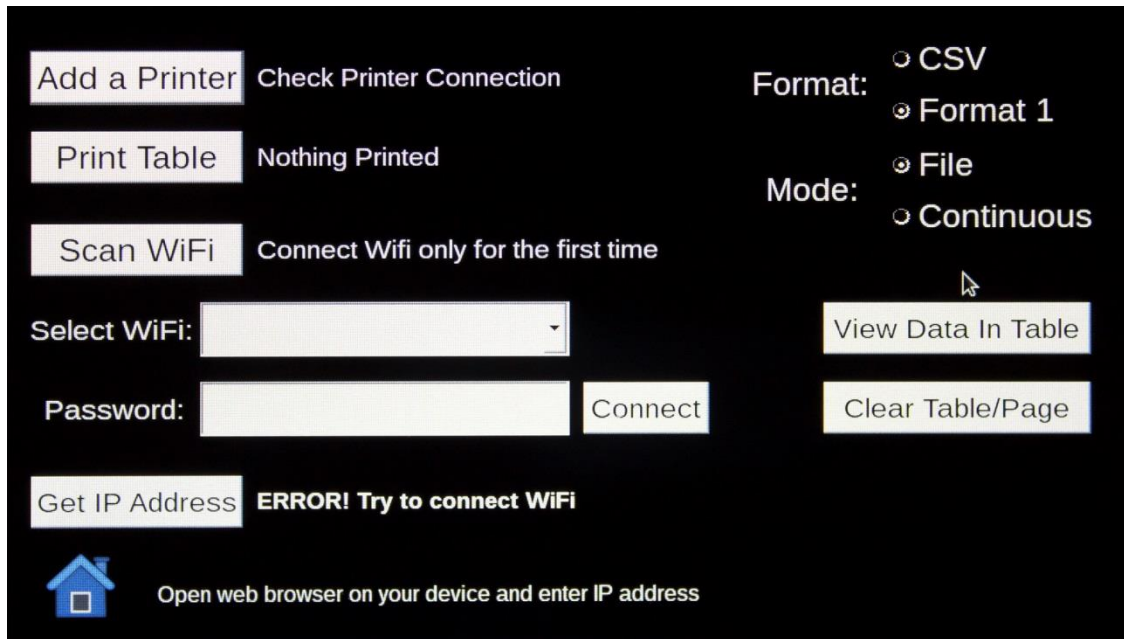 Add a Printer
Check Printer Connection
Format:
CSV
Format 1
Print Table
Nothing Printed
Mode:
File
Continuous
Scan WiFi
Connect Wifi only for the first time
Select WiFi:
View Data In Table
Password:
Connect
Clear Table/Page
Get IP Address
ERROR! Try to connect WiFi
Open web browser on your device and enter IP address